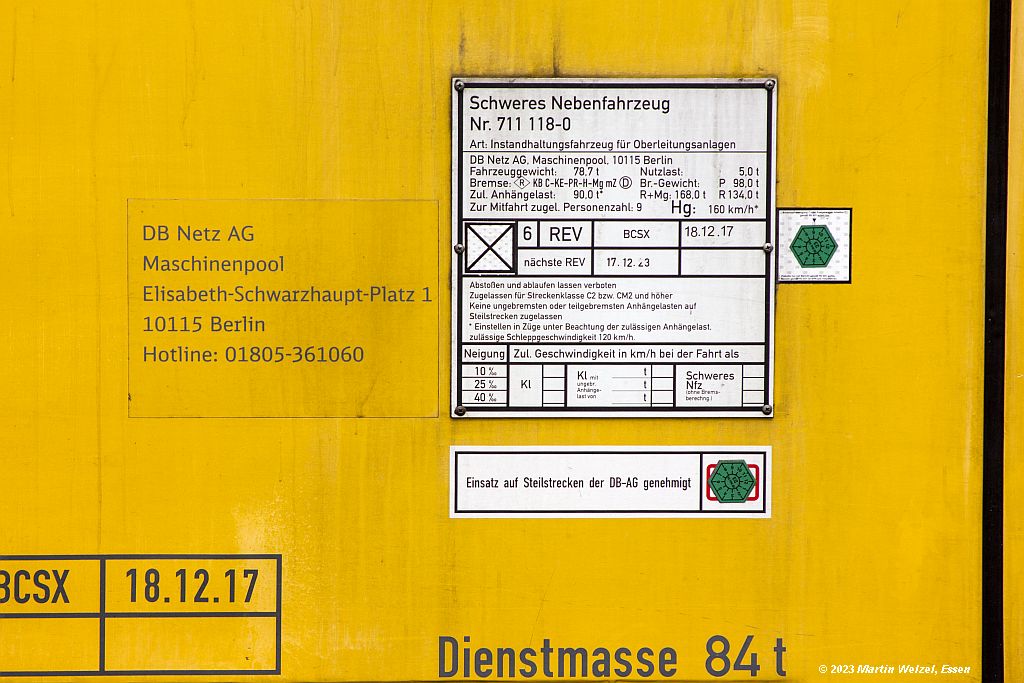 Schweres Nebenfahrzeug
Nr. 711 118-0
Art: Instandhaltungsfahrzeug für Oberleitungsanlagen
DB Netz AG, Maschinenpool, 10115 Berlin
Fahrzeuggewicht: 78,7 t Nutzlast: 5,0 t
Bremse: R KB C-KE-PR-H-Mg mZ D Br.-Gewicht: P 98,0 t
Zul. Anhängelast: 90,0 t* R+Mg: 168,0 t R 134,0 t
Zur Mitfahrt zugel. Personenzahl: 9 Hg: 160 km/h*
6 REV BCSX 18.12.17
nächste REV 17.12.23
Abstoßen und ablaufen lassen verboten
Zugelassen für Streckenklasse C2 bzw. CM2 und höher
Keine ungebremsten oder teilgebremsten Anhängelasten auf
Steilstrecken zugelassen
* Einstellen in Züge unter Beachtung der zulässigen Anhängelast.
zulässige Schleppgeschwindigkeit 120 km/h.
Neigung Zul. Geschwindigkeit in km/h bei der Fahrt als
10 ‰
25 ‰
40 ‰
Kl
Kl mit
ungebr.
Anhänge-
last von
t
t
t
Schweres
Nfz
(ohne Brems-
berechng.)
DB Netz AG
Maschinenpool
Elisabeth-Schwarzhaupt-Platz 1
10115 Berlin
Hotline: 01805-361060
Einsatz auf Steilstrecken der DB-AG genehmigt
BCSX 18.12.17
Dienstmasse 84 t
© 2023 Martin Welzel, Essen